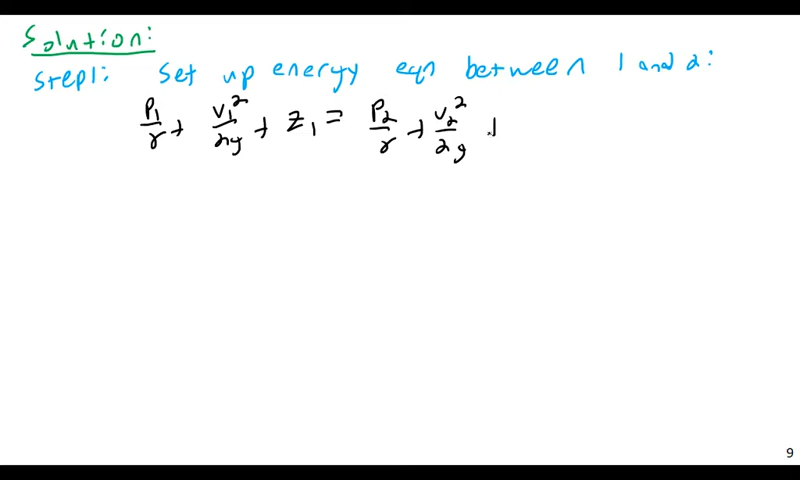 Solution:
Step1: Set up energy eqn between 1 and 2:
P₁/γ + V₁²/2g + Z₁ = P₂/γ + V₂²/2g +
9